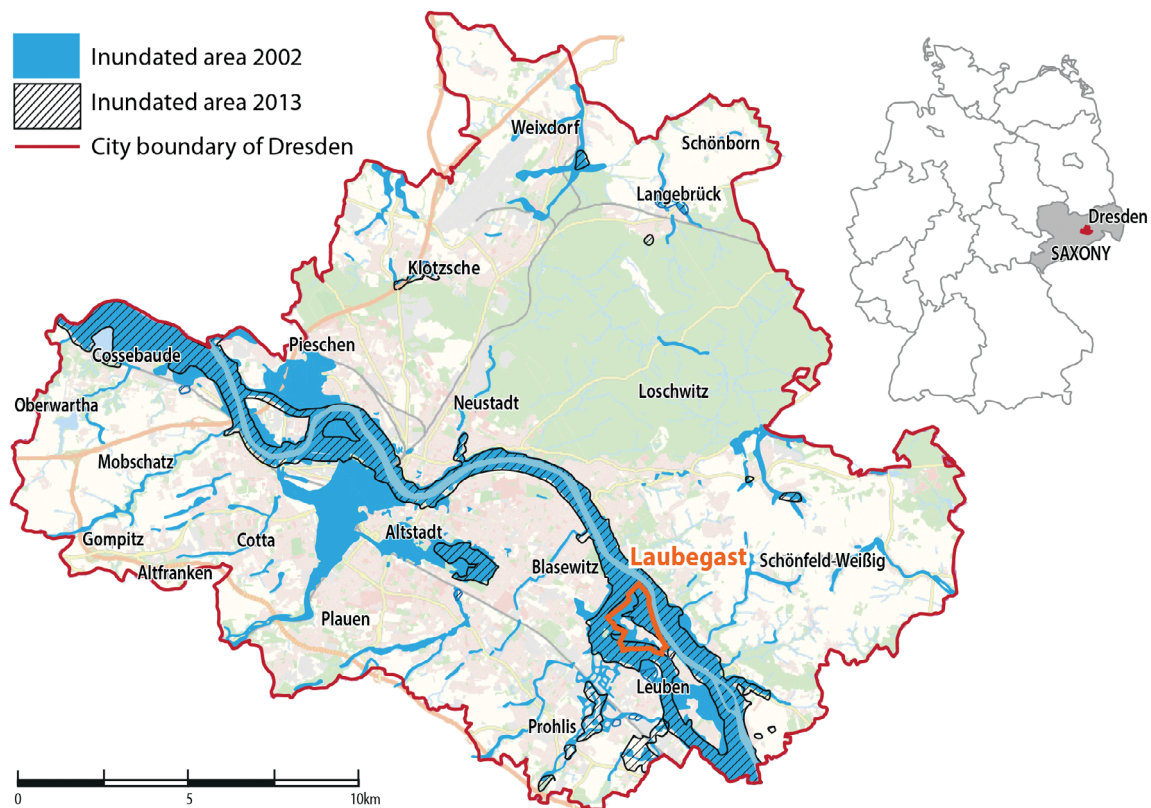 Inundated area 2002
Inundated area 2013
City boundary of Dresden
Weixdorf
Schönborn
Langebrück
Klotzsche
Cossebaude
Pieschen
Oberwartha
Neustadt
Loschwitz
Mobschatz
Gompitz
Cotta
Altstadt
Altfranken
Blasewitz
Laubegast
Schönfeld-Weißig
Plauen
Leuben
Prohlis
0
5
10km
Dresden
SAXONY